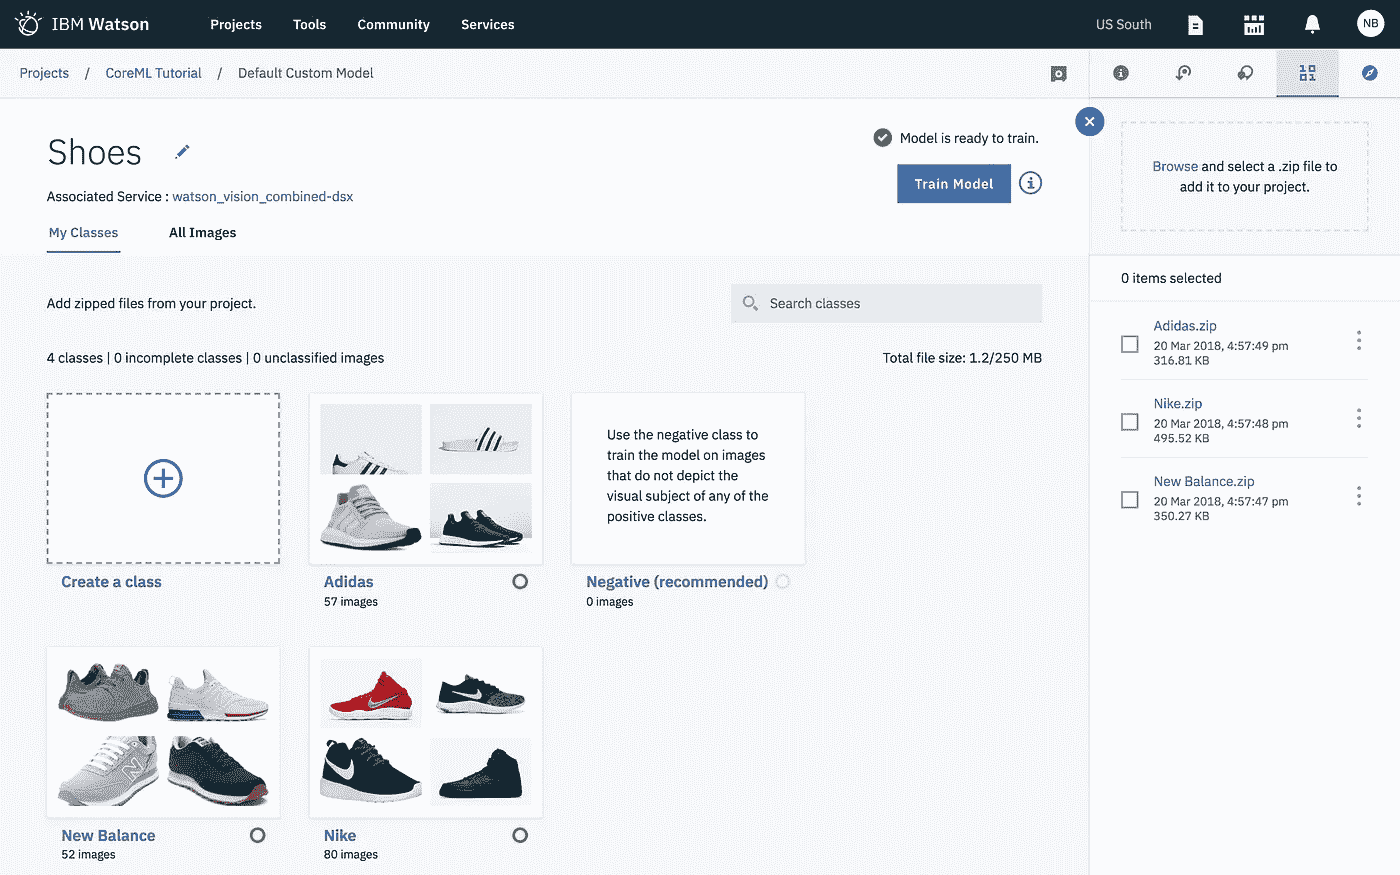 IBM Watson
Projects
Tools
Community
Services
US South
NB
Projects / CoreML Tutorial / Default Custom Model
Shoes
Model is ready to train.
Train Model
Associated Service : watson_vision_combined-dsx
My Classes
All Images
Add zipped files from your project.
Search classes
4 classes | 0 incomplete classes | 0 unclassified images
Total file size: 1.2/250 MB
Create a class
Adidas
57 images
Use the negative class to
train the model on images
that do not depict the
visual subject of any of the
positive classes.
Negative (recommended)
0 images
New Balance
52 images
Nike
80 images
Browse and select a .zip file to
add it to your project.
0 items selected
Adidas.zip
20 Mar 2018, 4:57:49 pm
316.81 KB
Nike.zip
20 Mar 2018, 4:57:48 pm
495.52 KB
New Balance.zip
20 Mar 2018, 4:57:47 pm
350.27 KB